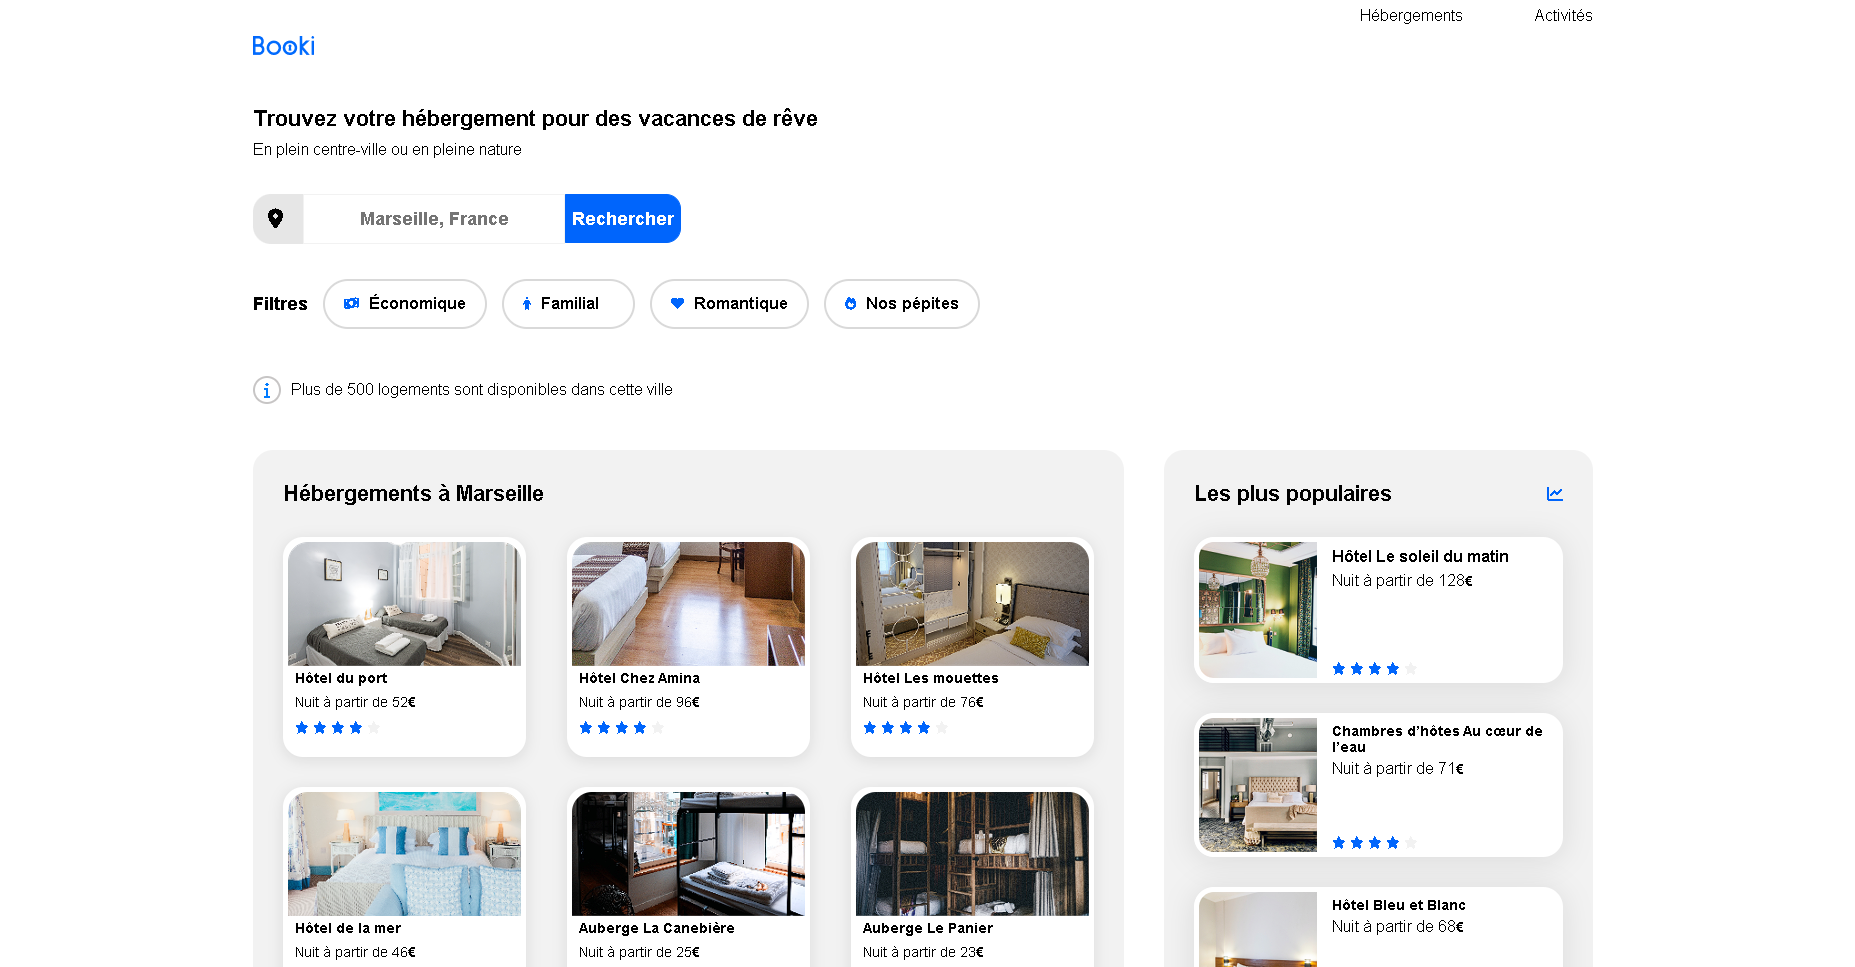 Hébergements Activités
Booki
Trouvez votre hébergement pour des vacances de rêve
En plein centre-ville ou en pleine nature
Marseille, France Rechercher
Filtres Économique Familial Romantique Nos pépites
Plus de 500 logements sont disponibles dans cette ville
Hébergements à Marseille
Hôtel du port
Nuit à partir de 52€
Hôtel Chez Amina
Nuit à partir de 96€
Hôtel Les mouettes
Nuit à partir de 76€
Hôtel de la mer
Nuit à partir de 46€
Auberge La Canebière
Nuit à partir de 25€
Auberge Le Panier
Nuit à partir de 23€
Les plus populaires
Hôtel Le soleil du matin
Nuit à partir de 128€
Chambres d’hôtes Au cœur de
l’eau
Nuit à partir de 71€
Hôtel Bleu et Blanc
Nuit à partir de 68€